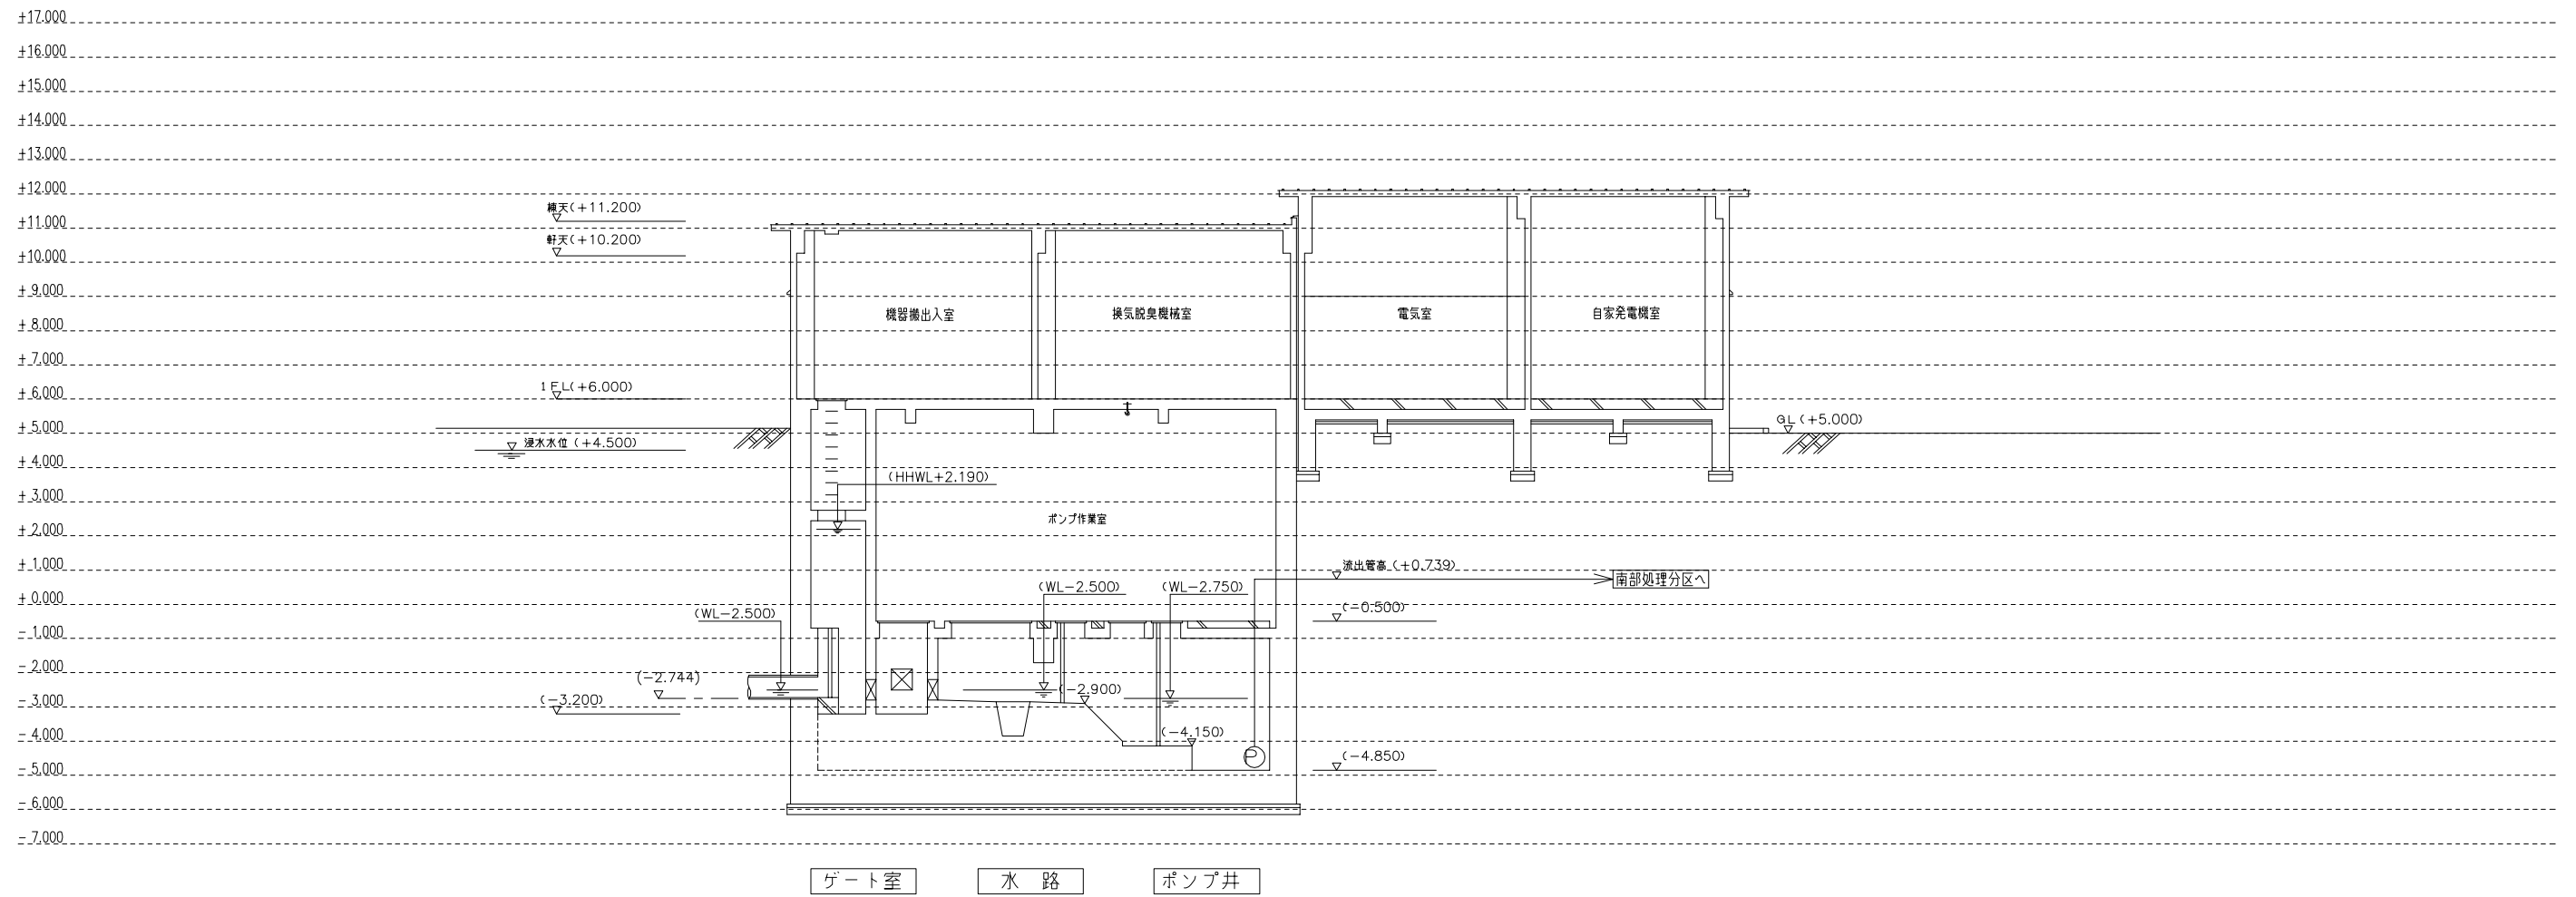 +17.000
+16.000
+15.000
+14.000
+13.000
+12.000
棟天(+11.200)
+11.000
軒天(+10.200)
+10.000
+ 9.000
機器搬出入室
換気脱臭機械室
電気室
自家発電機室
+ 8.000
+ 7.000
1FL(+6.000)
+ 6.000
GL(+5.000)
+ 5.000
浸水水位(+4.500)
+ 4.000
(HHWL+2.190)
+ 3.000
ポンプ作業室
+ 2.000
+ 1.000
流出管高(+0.739)
南部処理分区へ
(WL-2.500)
(WL-2.750)
+ 0.000
(WL-2.500)
(-0.500)
- 1.000
- 2.000
(-2.744)
(-2.900)
- 3.000
(-3.200)
- 4.000
(-4.150)
(-4.850)
- 5.000
- 6.000
- 7.000
ゲート室
水 路
ポンプ井